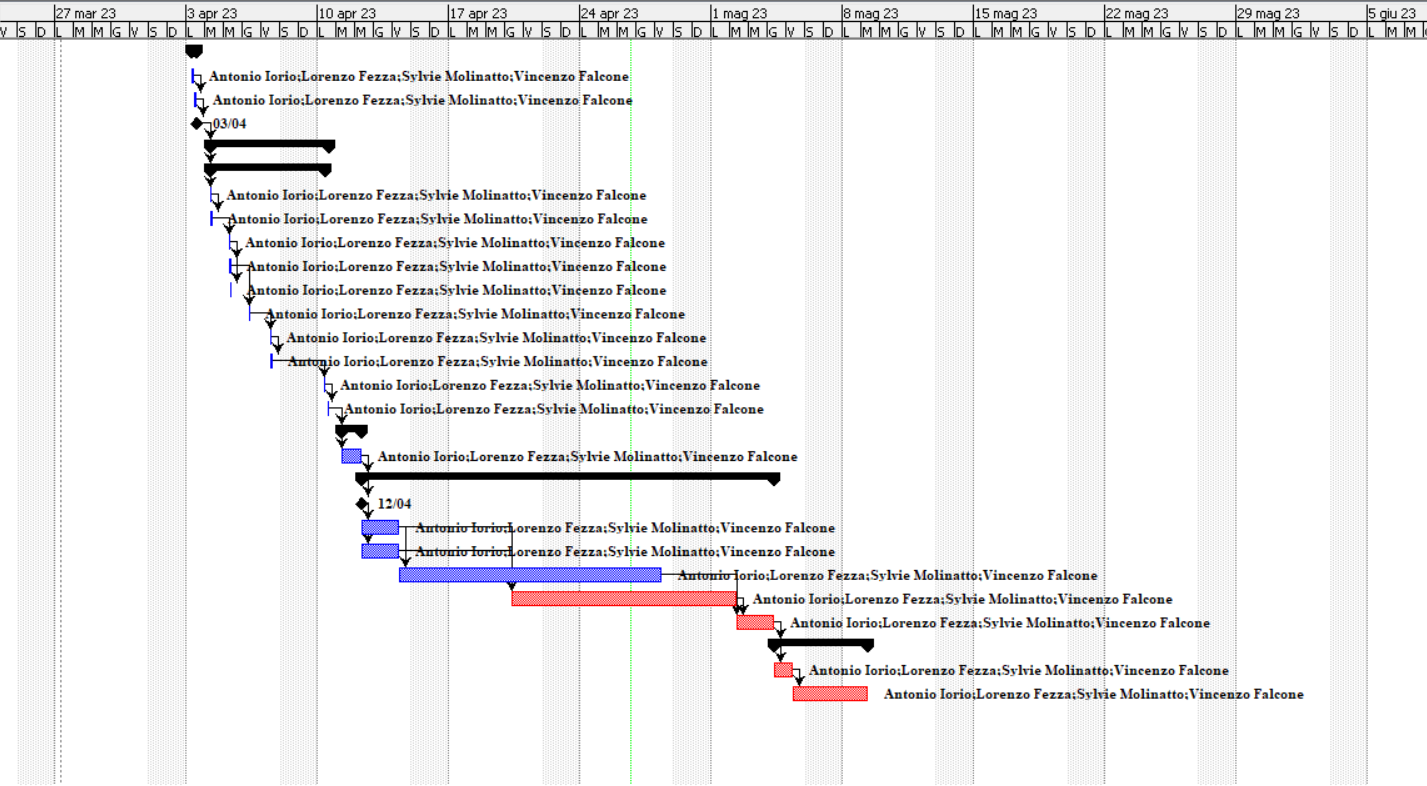 27 mar 23 3 apr 23 10 apr 23 17 apr 23 24 apr 23 1 mag 23 8 mag 23 15 mag 23 22 mag 23 29 mag 23 5 giu 23
V S D L M M G V S D L M M G V S D L M M G V S D L M M G V S D L M M G V S D L M M G V S D L M M G V S D L M M G V S D L M M G V S D L M M G V S D L M M
Antonio Iorio;Lorenzo Fezza;Sylvie Molinatto;Vincenzo Falcone
Antonio Iorio;Lorenzo Fezza;Sylvie Molinatto;Vincenzo Falcone
03/04
Antonio Iorio;Lorenzo Fezza;Sylvie Molinatto;Vincenzo Falcone
Antonio Iorio;Lorenzo Fezza;Sylvie Molinatto;Vincenzo Falcone
Antonio Iorio;Lorenzo Fezza;Sylvie Molinatto;Vincenzo Falcone
Antonio Iorio;Lorenzo Fezza;Sylvie Molinatto;Vincenzo Falcone
Antonio Iorio;Lorenzo Fezza;Sylvie Molinatto;Vincenzo Falcone
Antonio Iorio;Lorenzo Fezza;Sylvie Molinatto;Vincenzo Falcone
Antonio Iorio;Lorenzo Fezza;Sylvie Molinatto;Vincenzo Falcone
Antonio Iorio;Lorenzo Fezza;Sylvie Molinatto;Vincenzo Falcone
Antonio Iorio;Lorenzo Fezza;Sylvie Molinatto;Vincenzo Falcone
Antonio Iorio;Lorenzo Fezza;Sylvie Molinatto;Vincenzo Falcone
Antonio Iorio;Lorenzo Fezza;Sylvie Molinatto;Vincenzo Falcone
12/04
Antonio Iorio;Lorenzo Fezza;Sylvie Molinatto;Vincenzo Falcone
Antonio Iorio;Lorenzo Fezza;Sylvie Molinatto;Vincenzo Falcone
Antonio Iorio;Lorenzo Fezza;Sylvie Molinatto;Vincenzo Falcone
Antonio Iorio;Lorenzo Fezza;Sylvie Molinatto;Vincenzo Falcone
Antonio Iorio;Lorenzo Fezza;Sylvie Molinatto;Vincenzo Falcone
Antonio Iorio;Lorenzo Fezza;Sylvie Molinatto;Vincenzo Falcone
Antonio Iorio;Lorenzo Fezza;Sylvie Molinatto;Vincenzo Falcone